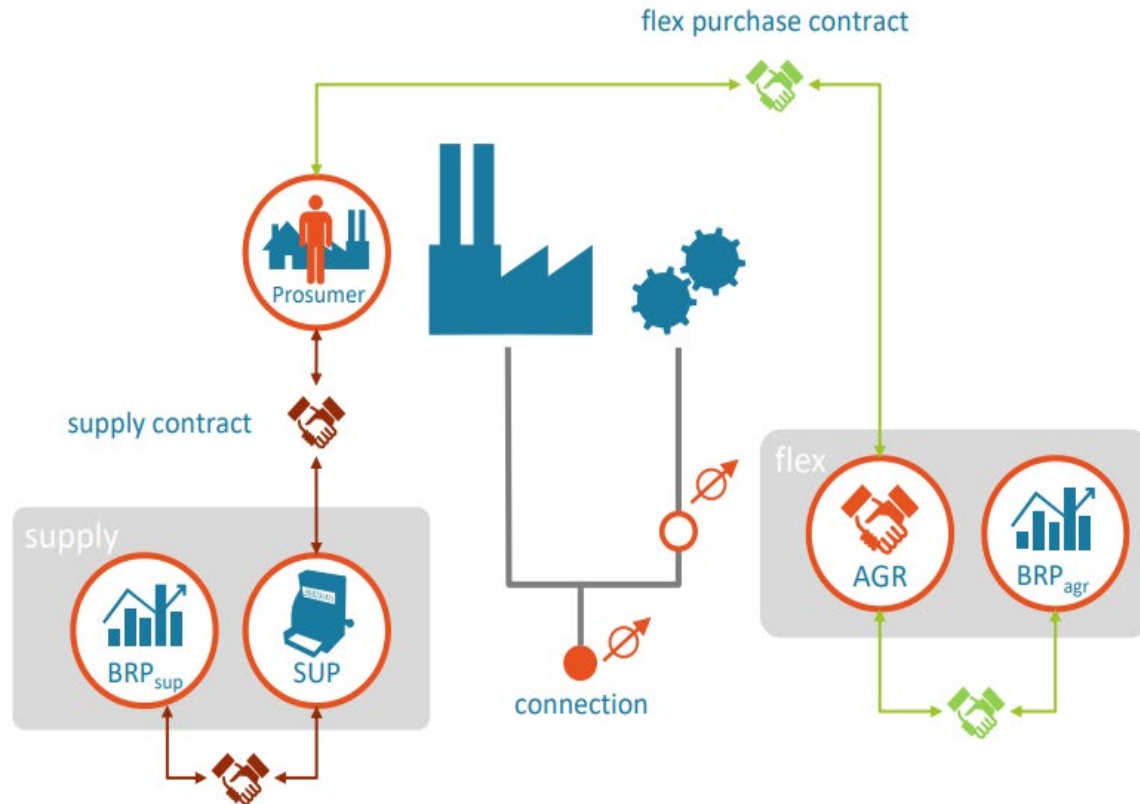 flex purchase contract
Prosumer
supply contract
flex
supply
AGR
BRPagr
BRPsup
SUP
connection